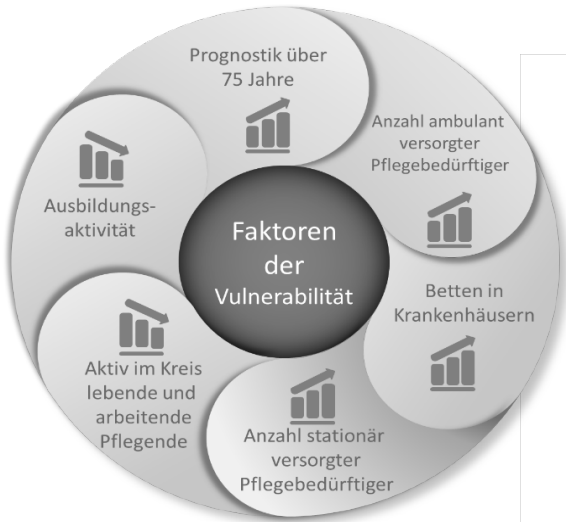 Prognostik über
75 Jahre
Anzahl ambulant
versorgter
Pflegebedürftiger
Betten in
Krankenhäusern
Anzahl stationär
versorgter
Pflegebedürftiger
Aktiv im Kreis
lebende und
arbeitende
Pflegende
Ausbildungs-
aktivität
Faktoren
der
Vulnerabilität